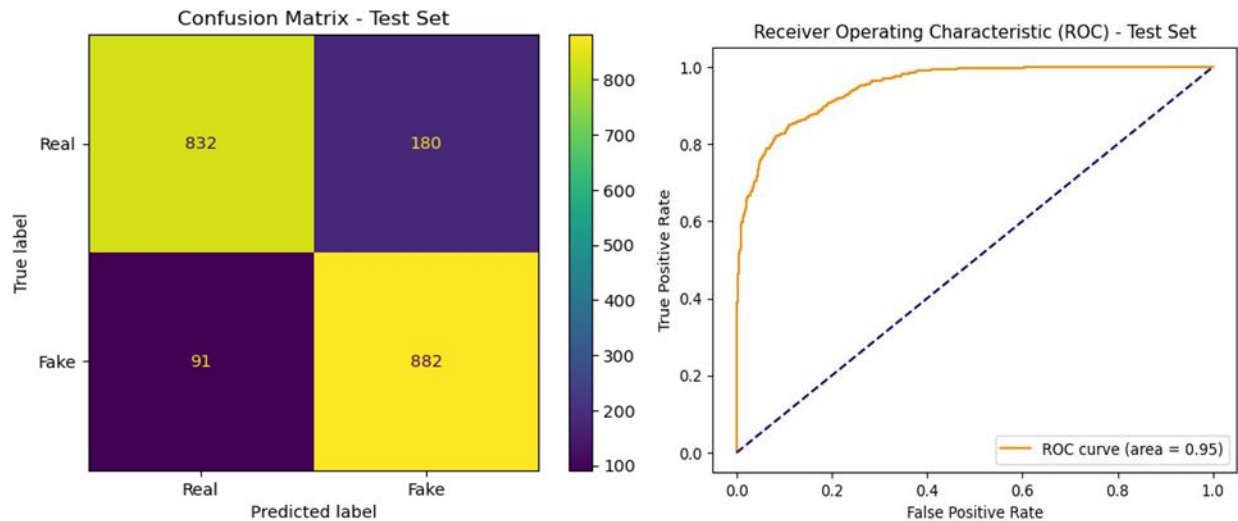 Confusion Matrix - Test Set
True label
Real
Fake
832
180
91
882
Real
Fake
Predicted label
800
700
600
500
400
300
200
100
Receiver Operating Characteristic (ROC) - Test Set
True Positive Rate
1.0
0.8
0.6
0.4
0.2
0.0
ROC curve (area = 0.95)
0.0
0.2
0.4
0.6
0.8
1.0
False Positive Rate